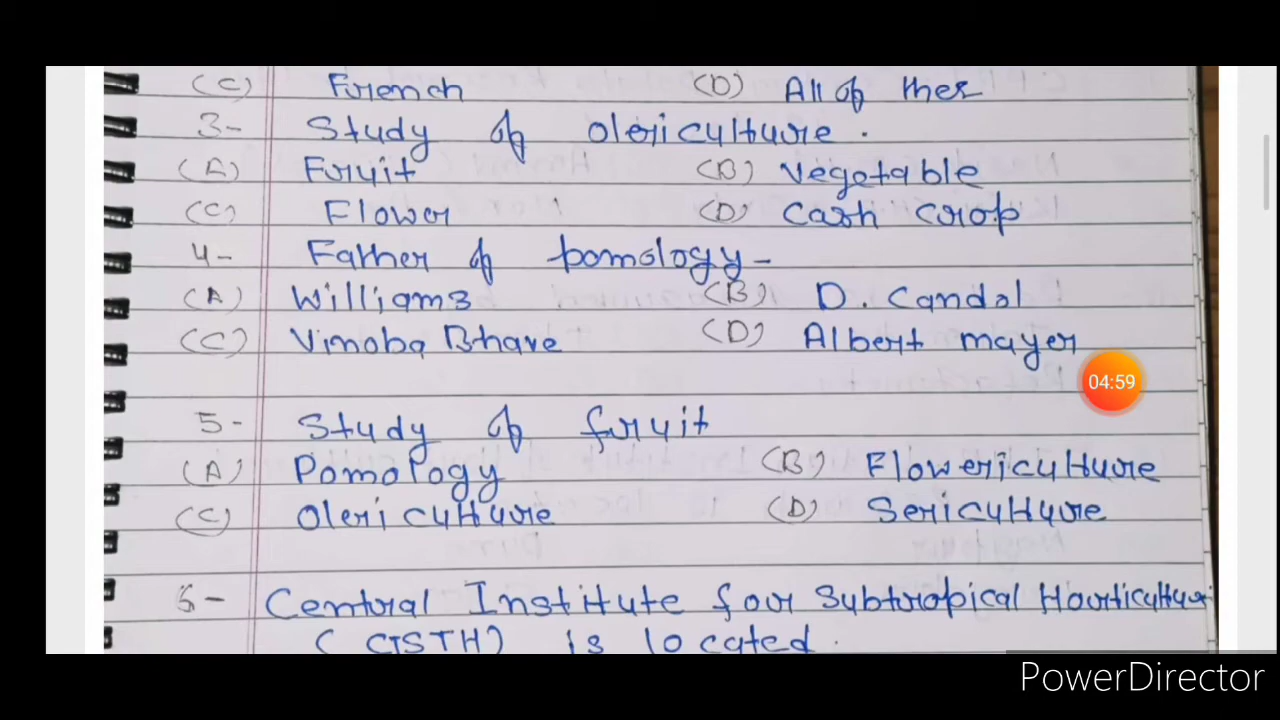 (C) French (D) All of thes
3- Study of olericulture.
(A) Fruit (B) Vegetable
(C) Flower (D) Cash crop
4- Father of pomology-
(A) Williams (B) D. Candol
(C) Vinoba Bhave (D) Albert mayer
04:59
5- Study of fruit
(A) Pomology (B) Flowericulture
(C) Olericulture (D) Sericulture
6- Central Institute for Subtropical Horticultur
(CISTH) is located.
PowerDirector